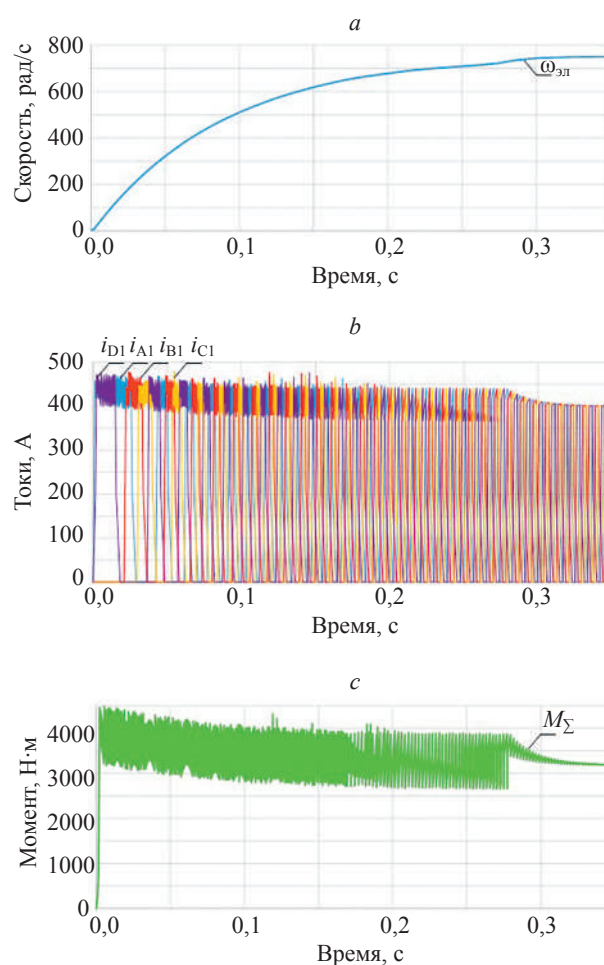 a
800
600
400
200
0
Скорость, рад/с
ωэл
0,0 0,1 0,2 0,3
Время, с
b
iD1 iA1 iB1 iC1
500
400
300
200
100
0
Токи, А
0,0 0,1 0,2 0,3
Время, с
c
4000
3000
2000
1000
0
Момент, Н·м
MΣ
0,0 0,1 0,2 0,3
Время, с